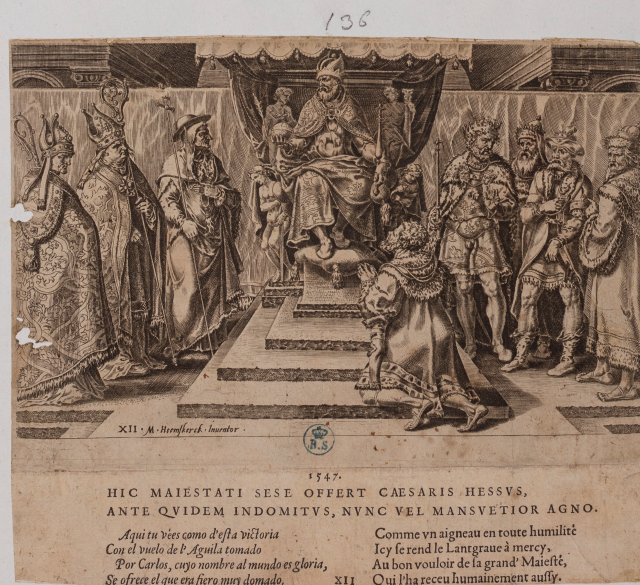 136
XII · M · Heemskerck · Inventor ·
B.S
1547.
HIC MAIESTATI SESE OFFERT CAESARIS HESSVS,
ANTE QVIDEM INDOMITVS, NVNC VEL MANSVETIOR AGNO.
Aqui tu vèes como d'esta victoria
Con el vuelo de l'Aguila tomado
Por Carlos, cuyo nombre al mundo es gloria,
Se ofrece el que era fiero muy domado.
XII
Comme vn aigneau en toute humilité
Icy se rend le Lantgraue à mercy,
Au bon vouloir de sa grand' Maiesté,
Qui l'ha receu humainement aussy.